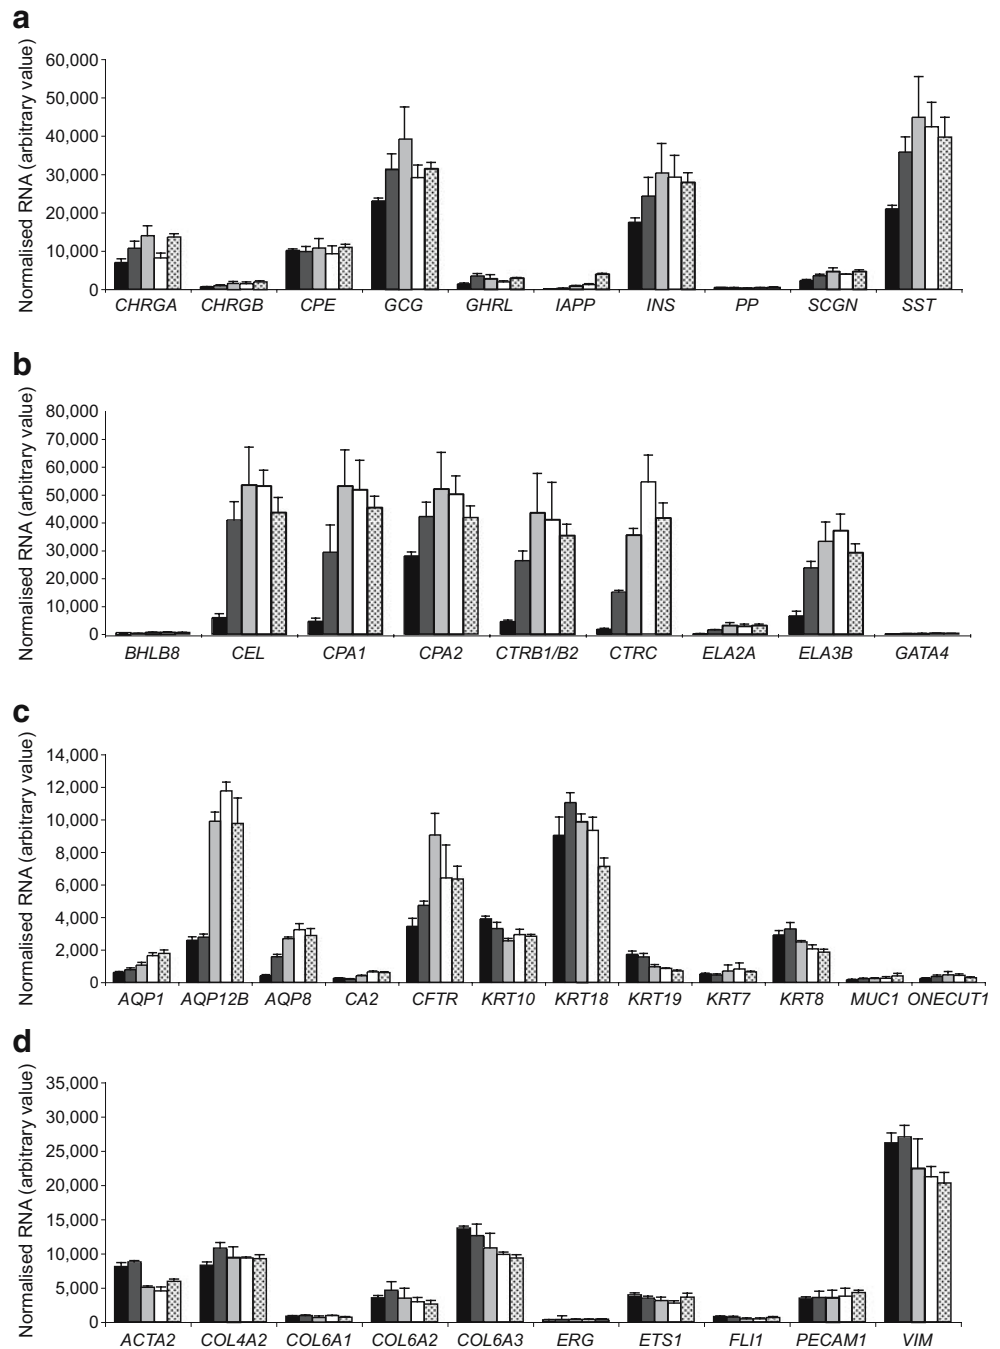 a
Normalised RNA (arbitrary value)
60,000
50,000
40,000
30,000
20,000
10,000
0
CHRGA CHRGB CPE GCG GHRL IAPP INS PP SCGN SST
b
Normalised RNA (arbitrary value)
80,000
70,000
60,000
50,000
40,000
30,000
20,000
10,000
0
BHLB8 CEL CPA1 CPA2 CTRB1/B2 CTRC ELA2A ELA3B GATA4
c
Normalised RNA (arbitrary value)
14,000
12,000
10,000
8,000
6,000
4,000
2,000
0
AQP1 AQP12B AQP8 CA2 CFTR KRT10 KRT18 KRT19 KRT7 KRT8 MUC1 ONECUT1
d
Normalised RNA (arbitrary value)
35,000
30,000
25,000
20,000
15,000
10,000
5,000
0
ACTA2 COL4A2 COL6A1 COL6A2 COL6A3 ERG ETS1 FLI1 PECAM1 VIM